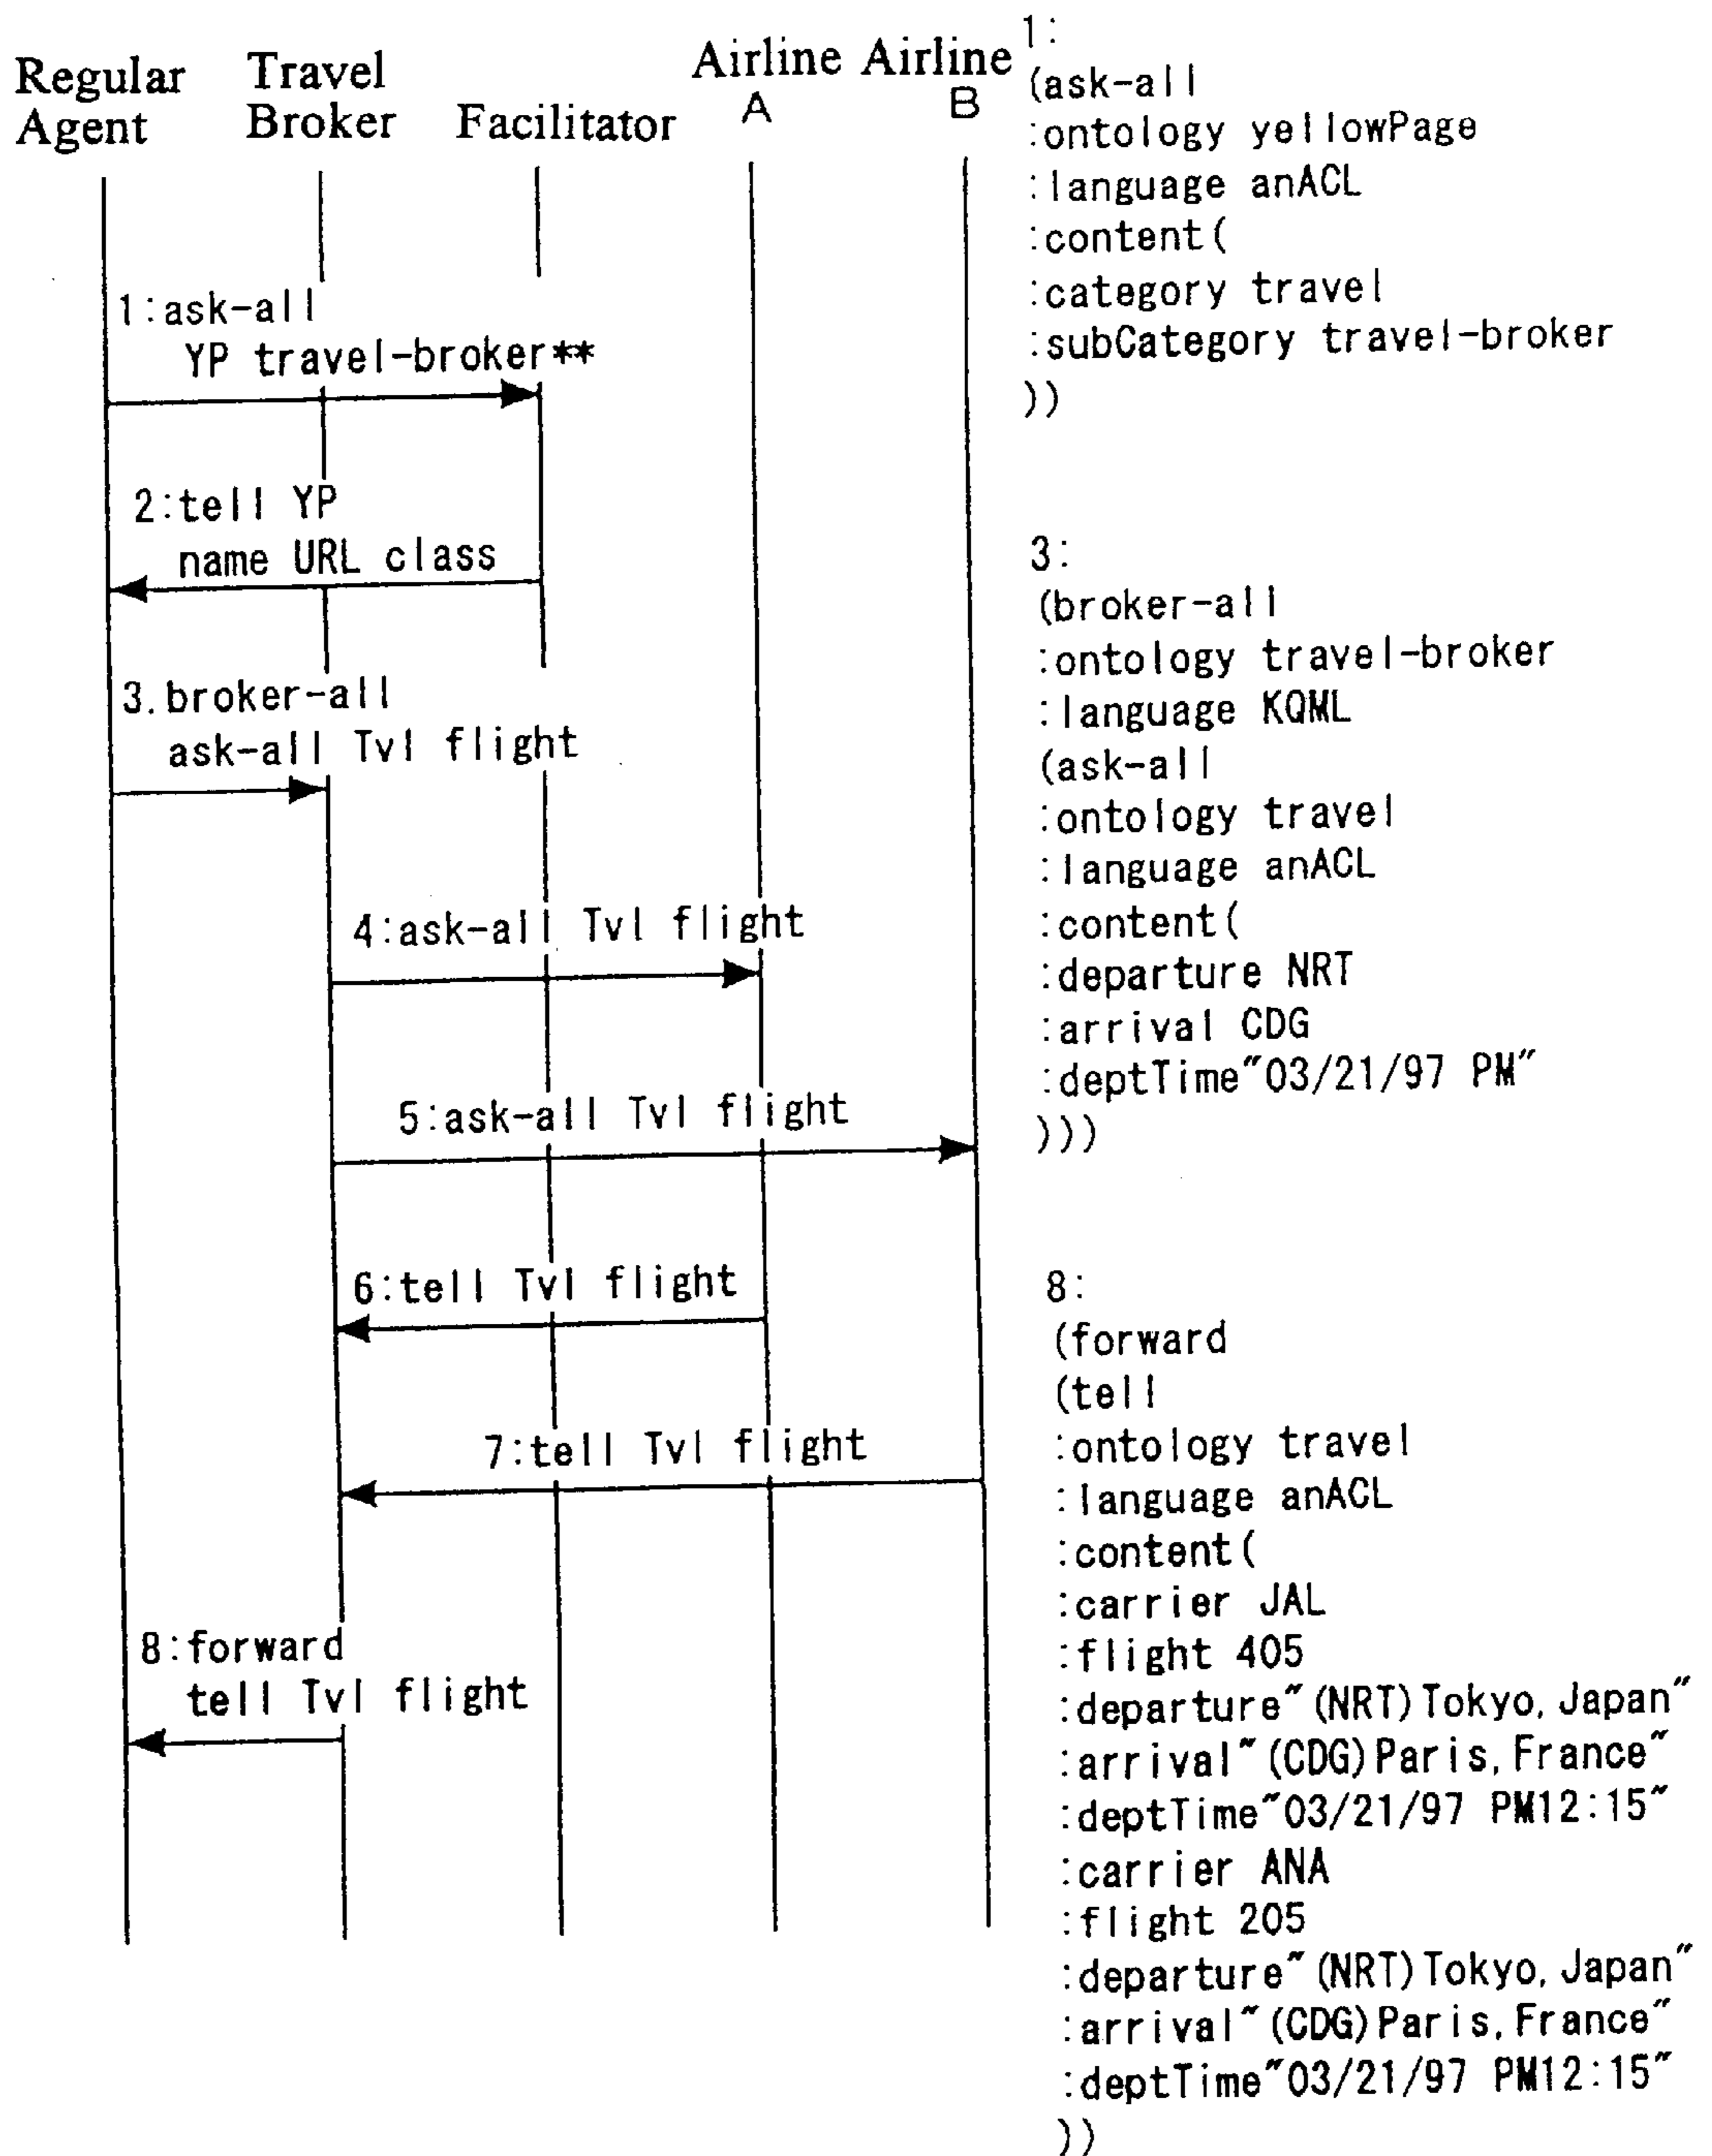 Regular
Agent
Travel
Broker
Facilitator
Airline
A
Airline
B
1:ask-all
YP travel-broker**
2:tell YP
name URL class
3.broker-all
ask-all Tvl flight
4:ask-all Tvl flight
5:ask-all Tvl flight
6:tell Tvl flight
7:tell Tvl flight
8:forward
tell Tvl flight
1:
(ask-all
:ontology yellowPage
:language anACL
:content(
:category travel
:subCategory travel-broker
))
3:
(broker-all
:ontology travel-broker
:language KQML
(ask-all
:ontology travel
:language anACL
:content(
:departure NRT
:arrival CDG
:deptTime"03/21/97 PM"
)))
8:
(forward
(tell
:ontology travel
:language anACL
:content(
:carrier JAL
:flight 405
:departure"(NRT)Tokyo, Japan"
:arrival"(CDG)Paris, France"
:deptTime"03/21/97 PM12:15"
:carrier ANA
:flight 205
:departure"(NRT)Tokyo, Japan"
:arrival"(CDG)Paris, France"
:deptTime"03/21/97 PM12:15"
))